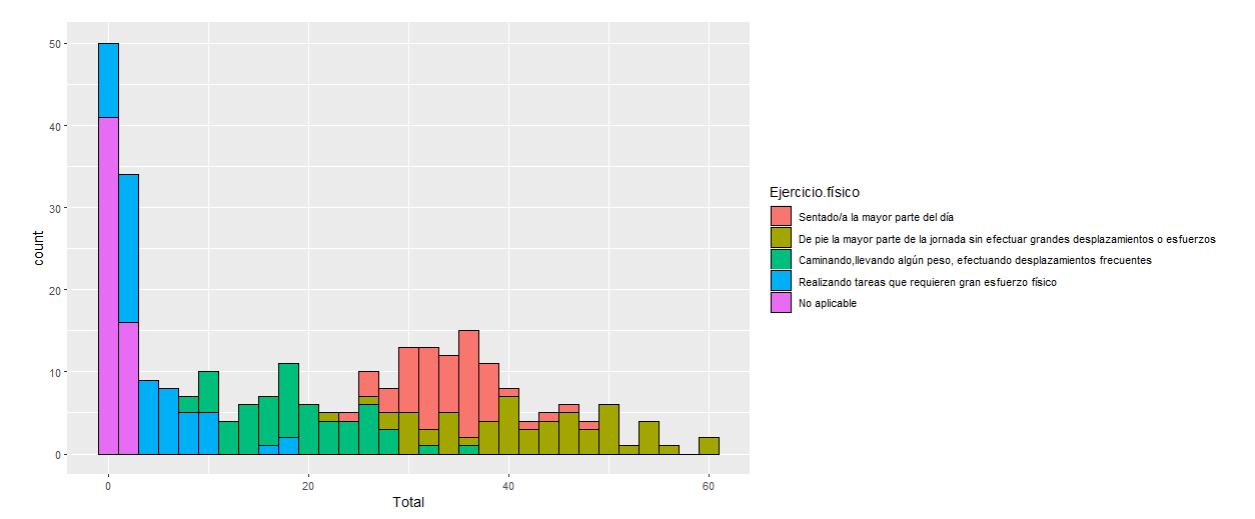 50
40
30
20
10
0
count
0
20
40
60
Total
Ejercicio.físico
Sentado/a la mayor parte del día
De pie la mayor parte de la jornada sin efectuar grandes desplazamientos o esfuerzos
Caminando,llevando algún peso, efectuando desplazamientos frecuentes
Realizando tareas que requieren gran esfuerzo físico
No aplicable